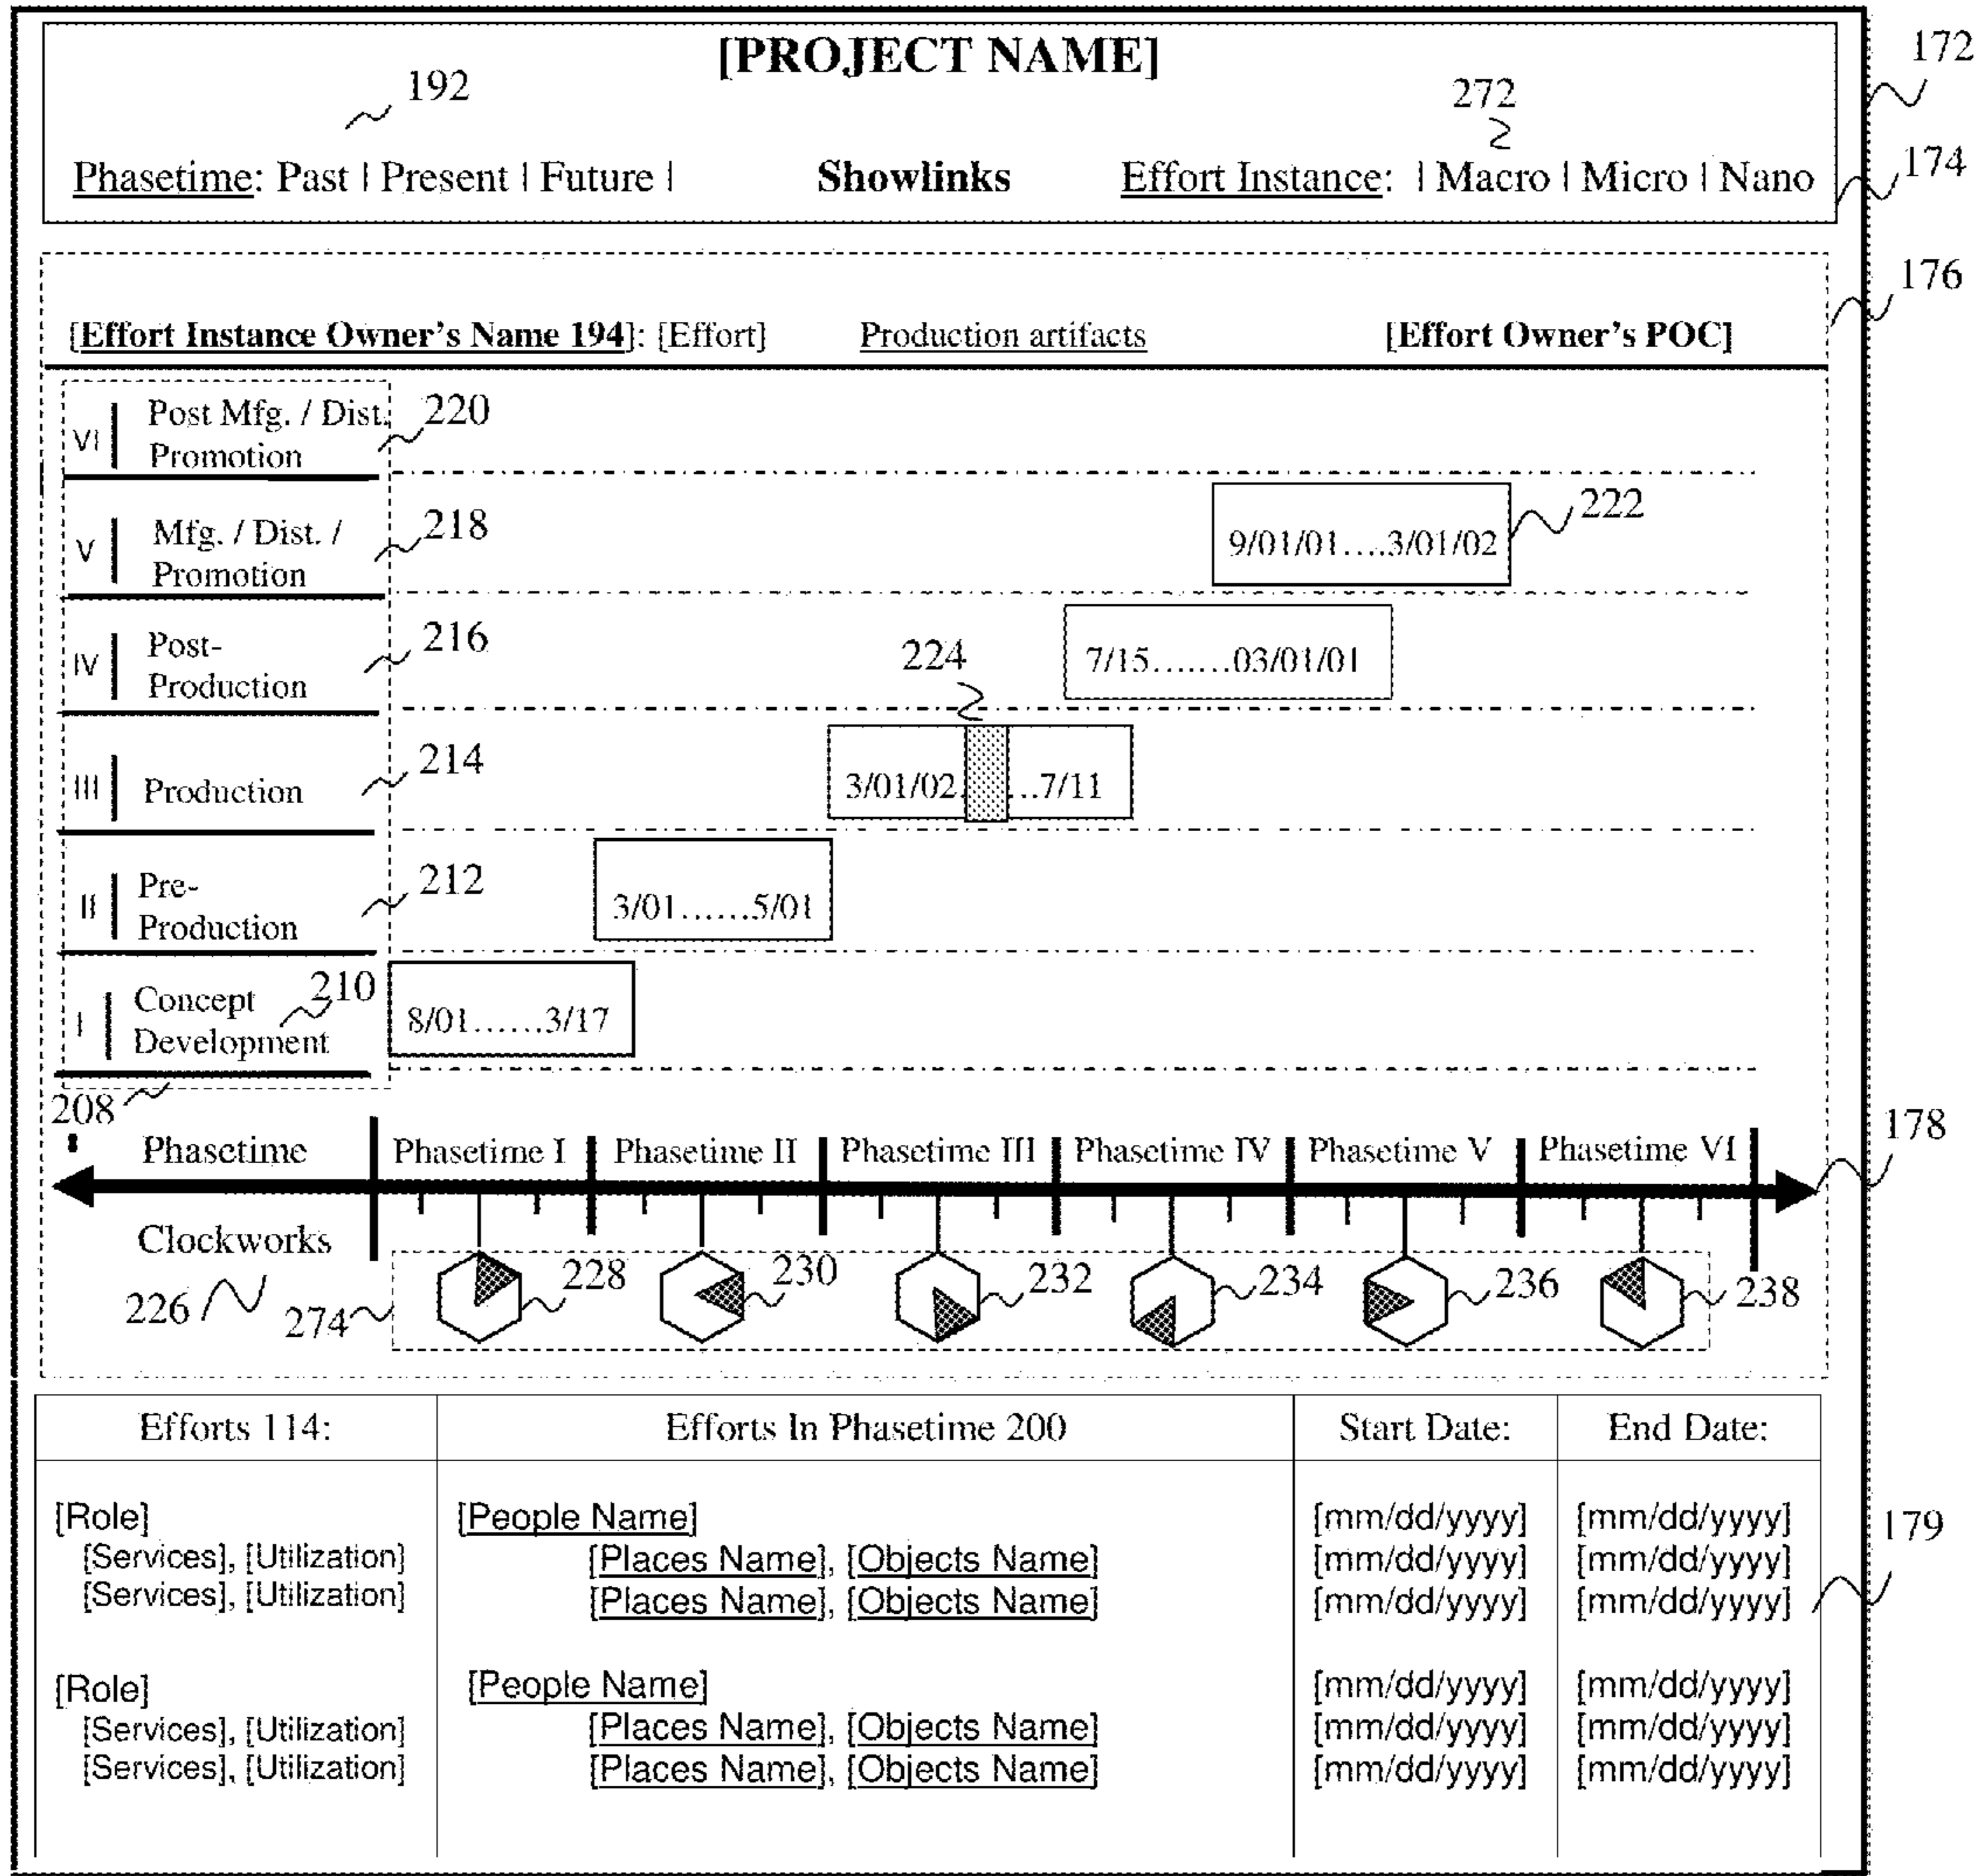 [PROJECT NAME]
172
192
272
Phasetime: Past | Present | Future | Showlinks Effort Instance: | Macro | Micro | Nano
174
176
[Effort Instance Owner's Name 194]: [Effort] Production artifacts [Effort Owner's POC]
VI Post Mfg. / Dist. Promotion 220
V Mfg. / Dist. / Promotion 218
9/01/01....3/01/02 222
IV Post-Production 216
7/15.......03/01/01
224
III Production 214
3/01/02. ...7/11
II Pre-Production 212
3/01......5/01
I Concept Development 210
8/01......3/17
208
178
Phasetime Phasetime I Phasetime II Phasetime III Phasetime IV Phasetime V Phasetime VI
Clockworks
226 274 228 230 232 234 236 238
Efforts 114: Efforts In Phasetime 200 Start Date: End Date:
[Role] [People Name] [mm/dd/yyyy] [mm/dd/yyyy]
179
[Services], [Utilization] [Places Name], [Objects Name] [mm/dd/yyyy] [mm/dd/yyyy]
[Services], [Utilization] [Places Name], [Objects Name] [mm/dd/yyyy] [mm/dd/yyyy]
[Role] [People Name] [mm/dd/yyyy] [mm/dd/yyyy]
[Services], [Utilization] [Places Name], [Objects Name] [mm/dd/yyyy] [mm/dd/yyyy]
[Services], [Utilization] [Places Name], [Objects Name] [mm/dd/yyyy] [mm/dd/yyyy]